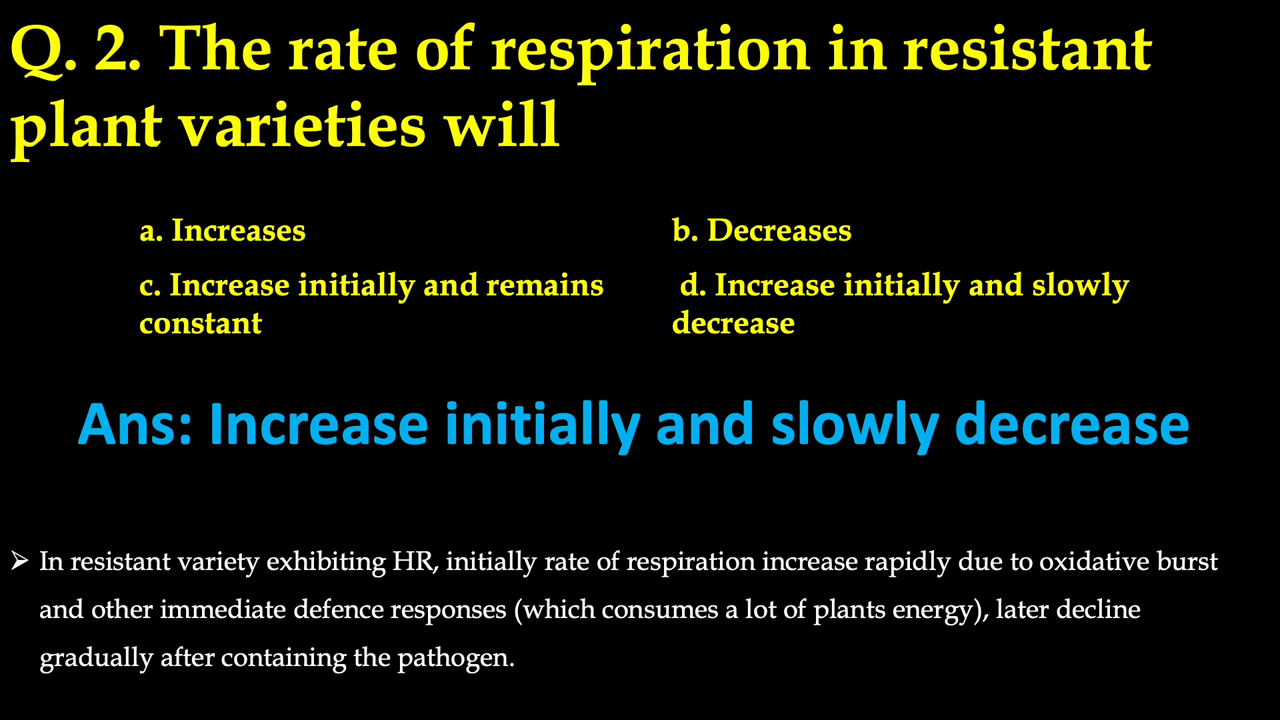 Q. 2. The rate of respiration in resistant
plant varieties will
a. Increases
b. Decreases
c. Increase initially and remains
constant
d. Increase initially and slowly
decrease
Ans: Increase initially and slowly decrease
➢ In resistant variety exhibiting HR, initially rate of respiration increase rapidly due to oxidative burst
and other immediate defence responses (which consumes a lot of plants energy), later decline
gradually after containing the pathogen.